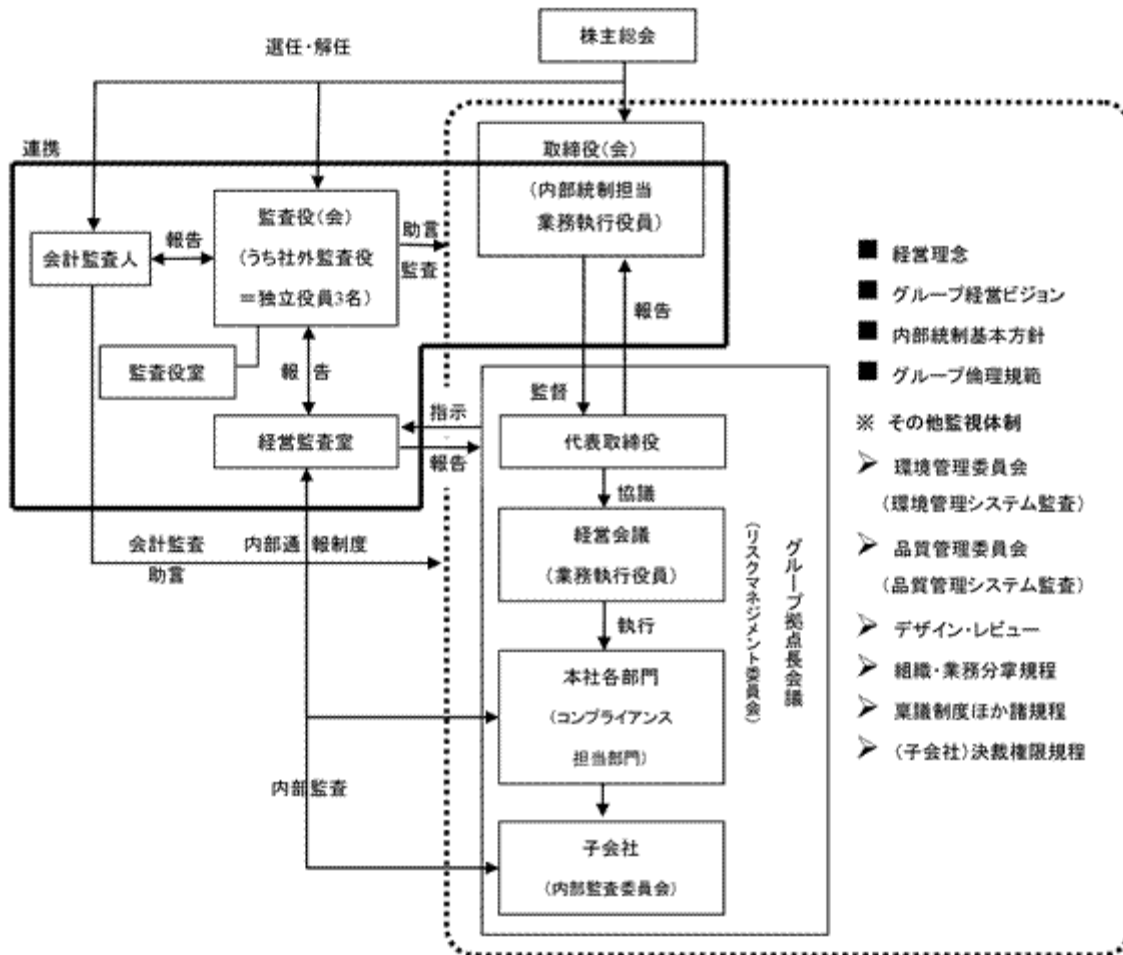 株主総会
選任・解任
連携
取締役(会)
(内部統制担当
業務執行役員)
監査役(会)
(うち社外監査役
＝独立役員3名)
会計監査人
報告
助言
監査
監査役室
報告
報告
監督
経営監査室
指示
報告
代表取締役
協議
経営会議
(業務執行役員)
執行
会計監査
助言
内部通報制度
本社各部門
(コンプライアンス
担当部門)
内部監査
子会社
(内部監査委員会)
グループ拠点長会議
(リスクマネジメント委員会)
■ 経営理念
■ グループ経営ビジョン
■ 内部統制基本方針
■ グループ倫理規範
※ その他監視体制
➢ 環境管理委員会
(環境管理システム監査)
➢ 品質管理委員会
(品質管理システム監査)
➢ デザイン・レビュー
➢ 組織・業務分掌規程
➢ 稟議制度ほか諸規程
➢ (子会社)決裁権限規程